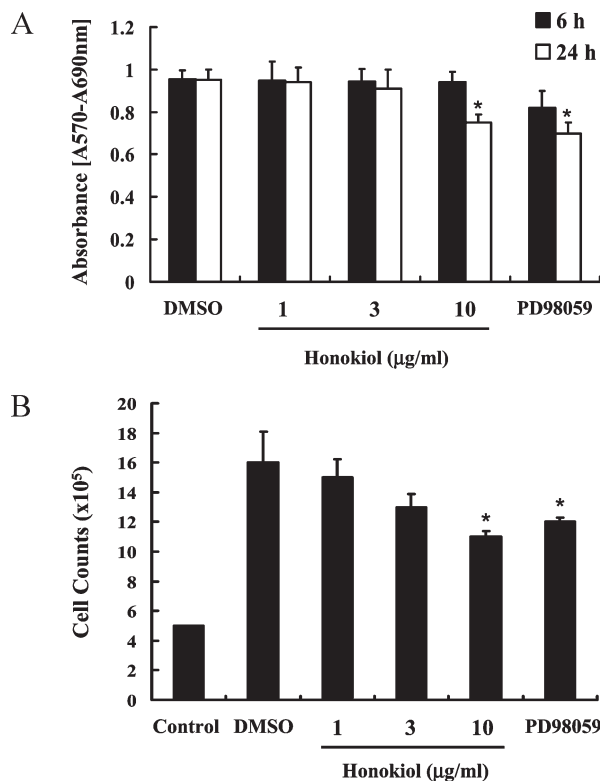 A
6 h
24 h
Absorbance [A570-A690nm]
1.2
1
0.8
0.6
0.4
0.2
0
*
*
DMSO 1 3 10 PD98059
Honokiol (μg/ml)
B
Cell Counts (x10⁵)
20
18
16
14
12
10
8
6
4
2
0
*
*
Control DMSO 1 3 10 PD98059
Honokiol (μg/ml)